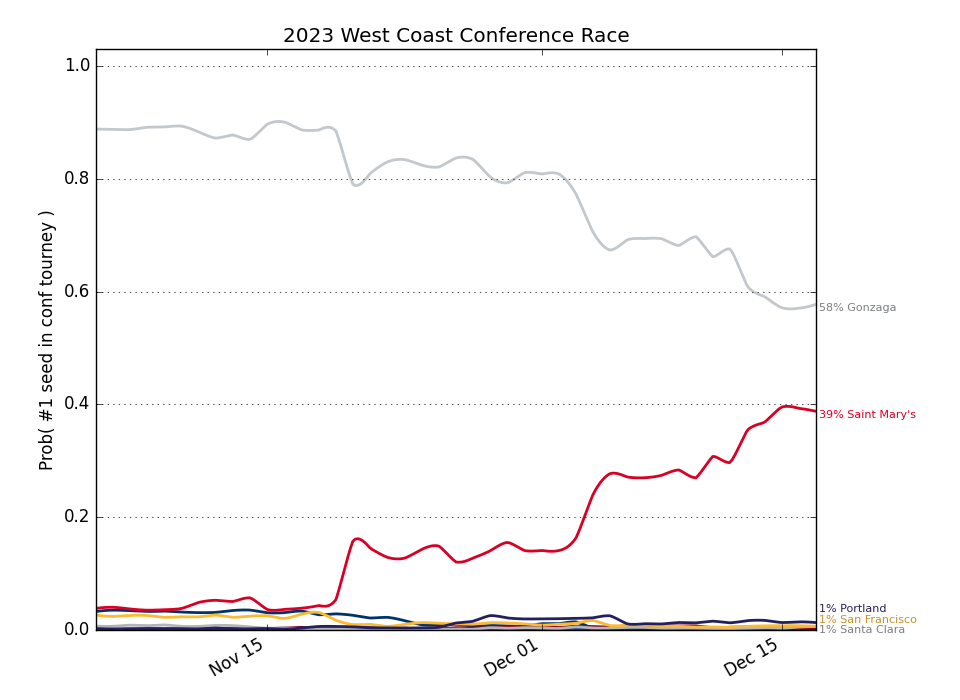 2023 West Coast Conference Race
Prob( #1 seed in conf tourney )
1.0
0.8
0.6
0.4
0.2
0.0
58% Gonzaga
39% Saint Mary's
1% Portland
1% San Francisco
1% Santa Clara
Nov 15
Dec 01
Dec 15